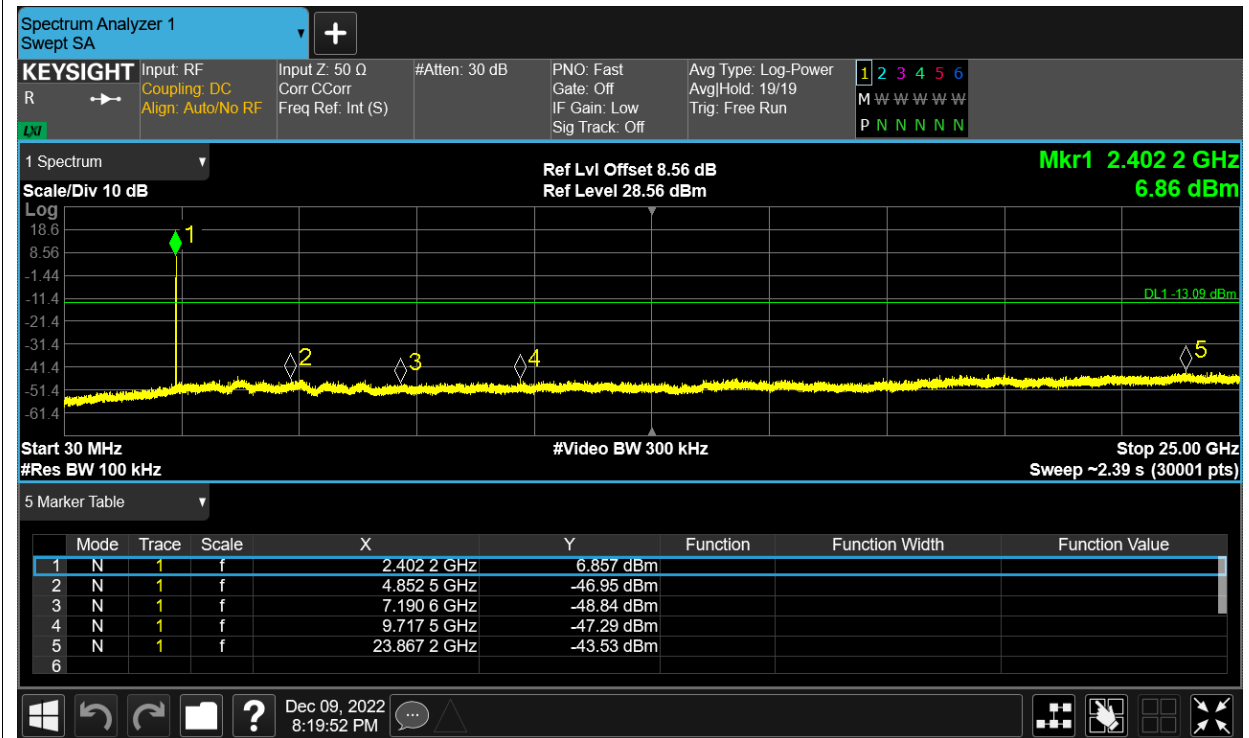 Spectrum Analyzer 1
Swept SA
KEYSIGHT
R
LXI
Input: RF
Coupling: DC
Align: Auto/No RF
Input Z: 50 Ω
Corr CCorr
Freq Ref: Int (S)
#Atten: 30 dB
PNO: Fast
Gate: Off
IF Gain: Low
Sig Track: Off
Avg Type: Log-Power
Avg|Hold: 19/19
Trig: Free Run
1 2 3 4 5 6
M W W W W W
P N N N N N
1 Spectrum
Scale/Div 10 dB
Ref Lvl Offset 8.56 dB
Ref Level 28.56 dBm
Mkr1 2.402 2 GHz
6.86 dBm
Log
18.6
8.56
-1.44
-11.4
-21.4
-31.4
-41.4
-51.4
-61.4
1
2
3
4
5
DL1 -13.09 dBm
Start 30 MHz
#Res BW 100 kHz
#Video BW 300 kHz
Stop 25.00 GHz
Sweep ~2.39 s (30001 pts)
5 Marker Table
Mode Trace Scale X Y Function Function Width Function Value
1 N 1 f 2.402 2 GHz 6.857 dBm
2 N 1 f 4.852 5 GHz -46.95 dBm
3 N 1 f 7.190 6 GHz -48.84 dBm
4 N 1 f 9.717 5 GHz -47.29 dBm
5 N 1 f 23.867 2 GHz -43.53 dBm
6
?
Dec 09, 2022
8:19:52 PM